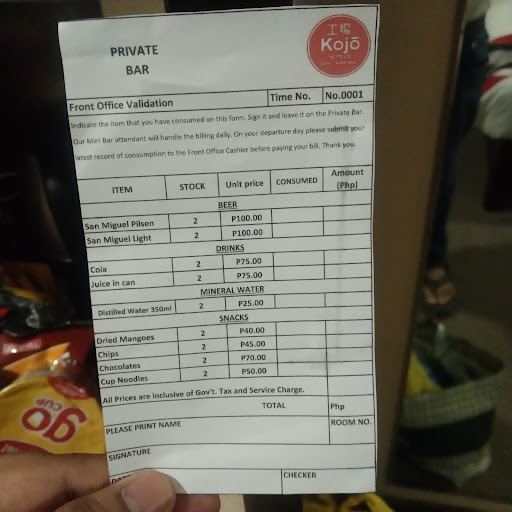 PRIVATE
BAR
工場
Kojō
HOTELS
Front Office Validation
Time No.
No.0001
Indicate the item that you have consumed on this form. Sign it and leave it on the Private Bar.
Our Mini Bar attendant will handle the billing daily. On your departure day please submit your
latest record of consumption to the Front Office Cashier before paying your bill. Thank you.
ITEM STOCK Unit price CONSUMED Amount (Php)
BEER
San Miguel Pilsen 2 P100.00
San Miguel Light 2 P100.00
DRINKS
Cola 2 P75.00
Juice in can 2 P75.00
MINERAL WATER
Distilled Water 350ml 2 P25.00
SNACKS
Dried Mangoes 2 P40.00
Chips 2 P45.00
Chocolates 2 P70.00
Cup Noodles 2 P50.00
All Prices are inclusive of Gov't. Tax and Service Charge.
TOTAL Php
PLEASE PRINT NAME ROOM NO.
SIGNATURE
CHECKER
go
CUP